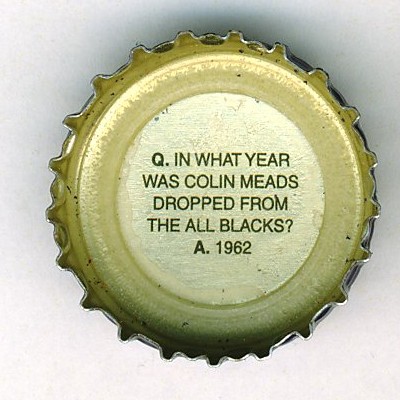 Q. IN WHAT YEAR
WAS COLIN MEADS
DROPPED FROM
THE ALL BLACKS?
A. 1962